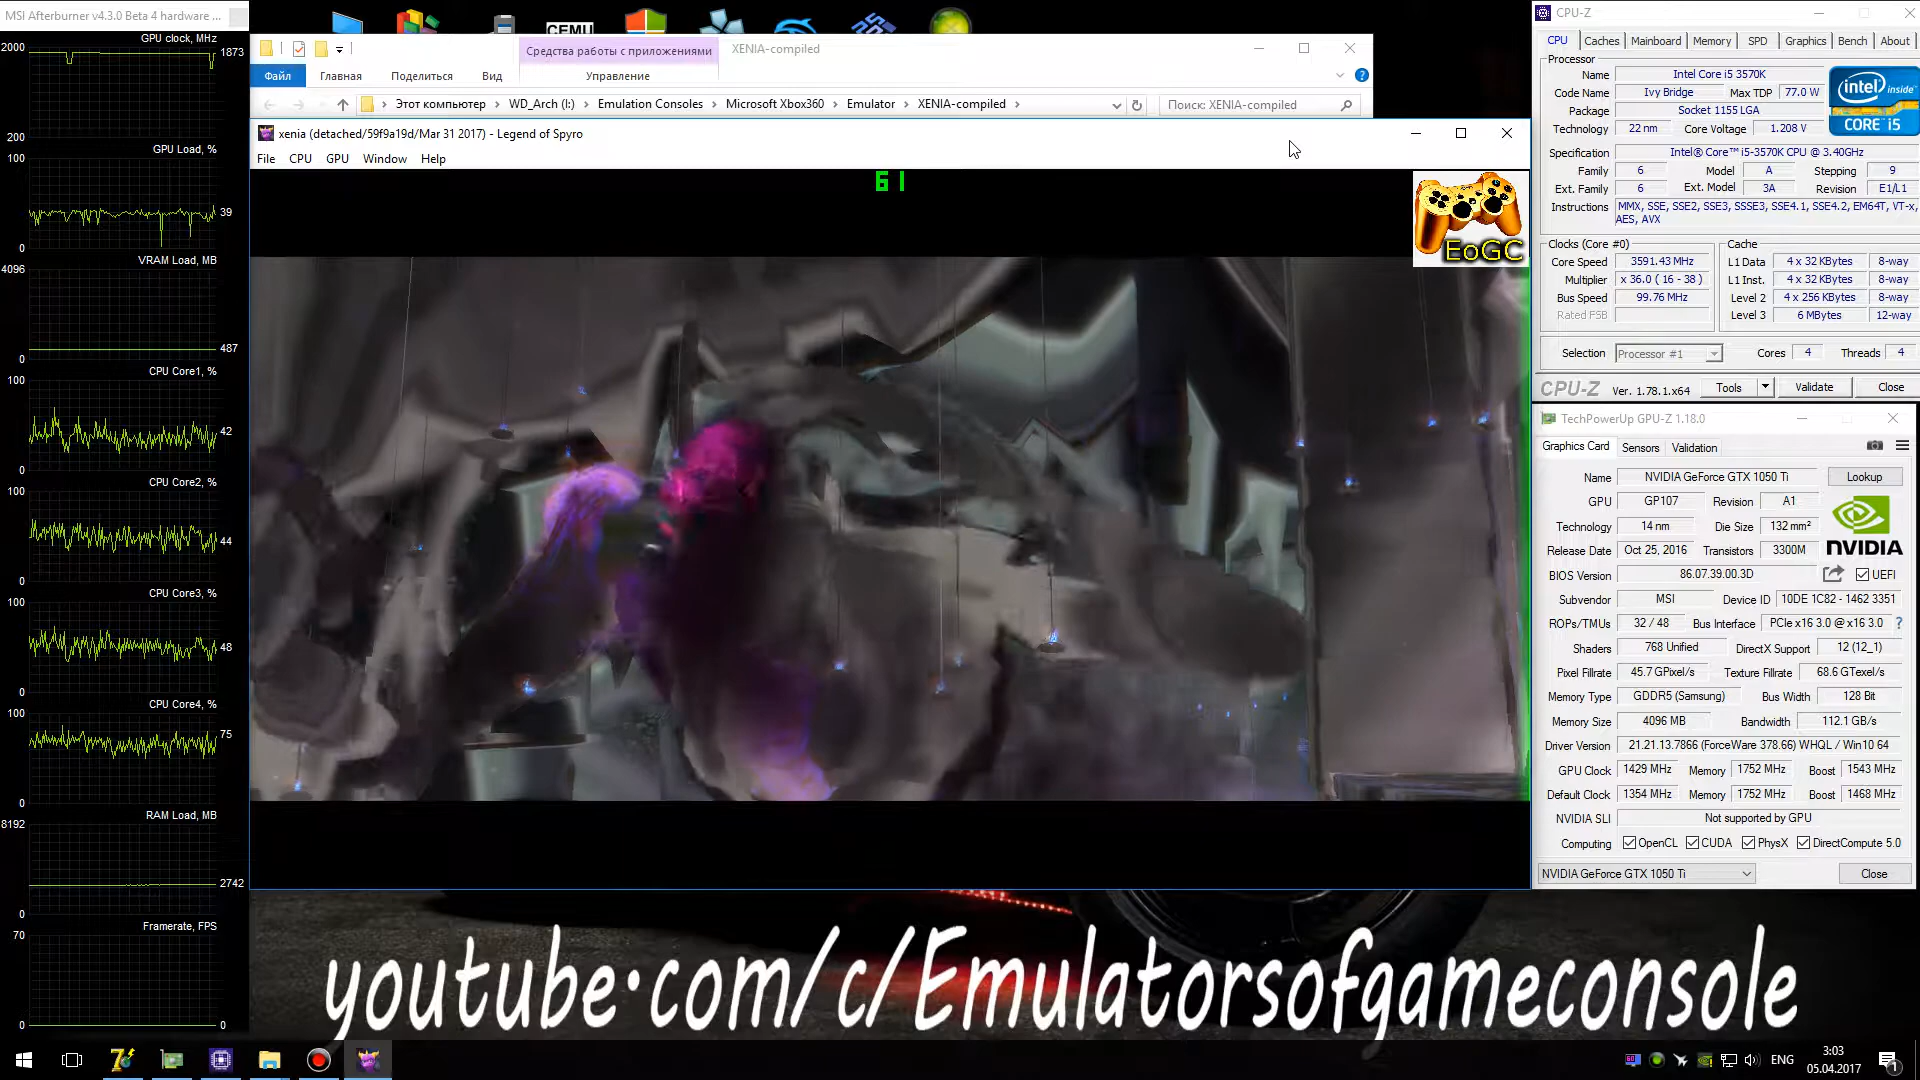 MSI Afterburner v4.3.0 Beta 4 hardware ...
GPU clock, MHz
2000
1873
200
GPU Load, %
100
39
0
VRAM Load, MB
4096
487
0
CPU Core1, %
100
42
0
CPU Core2, %
100
44
0
CPU Core3, %
100
48
0
CPU Core4, %
100
75
0
RAM Load, MB
8192
2742
0
Framerate, FPS
70
0
0
CEMU
Средства работы с приложениями
XENIA-compiled
Файл
Главная
Поделиться
Вид
Управление
Этот компьютер > WD_Arch (I:) > Emulation Consoles > Microsoft Xbox360 > Emulator > XENIA-compiled >
Поиск: XENIA-compiled
xenia (detached/59f9a19d/Mar 31 2017) - Legend of Spyro
File CPU GPU Window Help
61
EoGC
CPU-Z
CPU Caches Mainboard Memory SPD Graphics Bench About
Processor
Name Intel Core i5 3570K
Code Name Ivy Bridge Max TDP 77.0 W
Package Socket 1155 LGA
Technology 22 nm Core Voltage 1.208 V
intel inside™
CORE i5
Specification Intel® Core™ i5-3570K CPU @ 3.40GHz
Family 6 Model A Stepping 9
Ext. Family 6 Ext. Model 3A Revision E1/L1
Instructions MMX, SSE, SSE2, SSE3, SSSE3, SSE4.1, SSE4.2, EM64T, VT-x,
AES, AVX
Clocks (Core #0)
Core Speed 3591.43 MHz
Multiplier x 36.0 ( 16 - 38 )
Bus Speed 99.76 MHz
Rated FSB
Cache
L1 Data 4 x 32 KBytes 8-way
L1 Inst. 4 x 32 KBytes 8-way
Level 2 4 x 256 KBytes 8-way
Level 3 6 MBytes 12-way
Selection Processor #1 Cores 4 Threads 4
CPU-Z Ver. 1.78.1.x64 Tools Validate Close
TechPowerUp GPU-Z 1.18.0
Graphics Card Sensors Validation
Name NVIDIA GeForce GTX 1050 Ti Lookup
GPU GP107 Revision A1
Technology 14 nm Die Size 132 mm²
Release Date Oct 25, 2016 Transistors 3300M
NVIDIA
BIOS Version 86.07.39.00.3D UEFI
Subvendor MSI Device ID 10DE 1C82 - 1462 3351
ROPs/TMUs 32 / 48 Bus Interface PCIe x16 3.0 @ x16 3.0 ?
Shaders 768 Unified DirectX Support 12 (12_1)
Pixel Fillrate 45.7 GPixel/s Texture Fillrate 68.6 GTexel/s
Memory Type GDDR5 (Samsung) Bus Width 128 Bit
Memory Size 4096 MB Bandwidth 112.1 GB/s
Driver Version 21.21.13.7866 (ForceWare 378.66) WHQL / Win10 64
GPU Clock 1429 MHz Memory 1752 MHz Boost 1543 MHz
Default Clock 1354 MHz Memory 1752 MHz Boost 1468 MHz
NVIDIA SLI Not supported by GPU
Computing OpenCL CUDA PhysX DirectCompute 5.0
NVIDIA GeForce GTX 1050 Ti Close
youtube.com/c/Emulatorsofgameconsole
ENG
3:03
05.04.2017
1